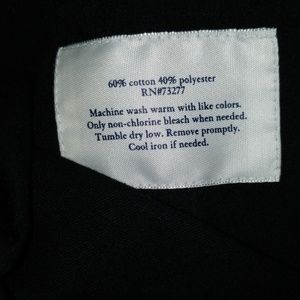 60% cotton 40% polyester
RN#73277
Machine wash warm with like colors.
Only non-chlorine bleach when needed.
Tumble dry low. Remove promptly.
Cool iron if needed.